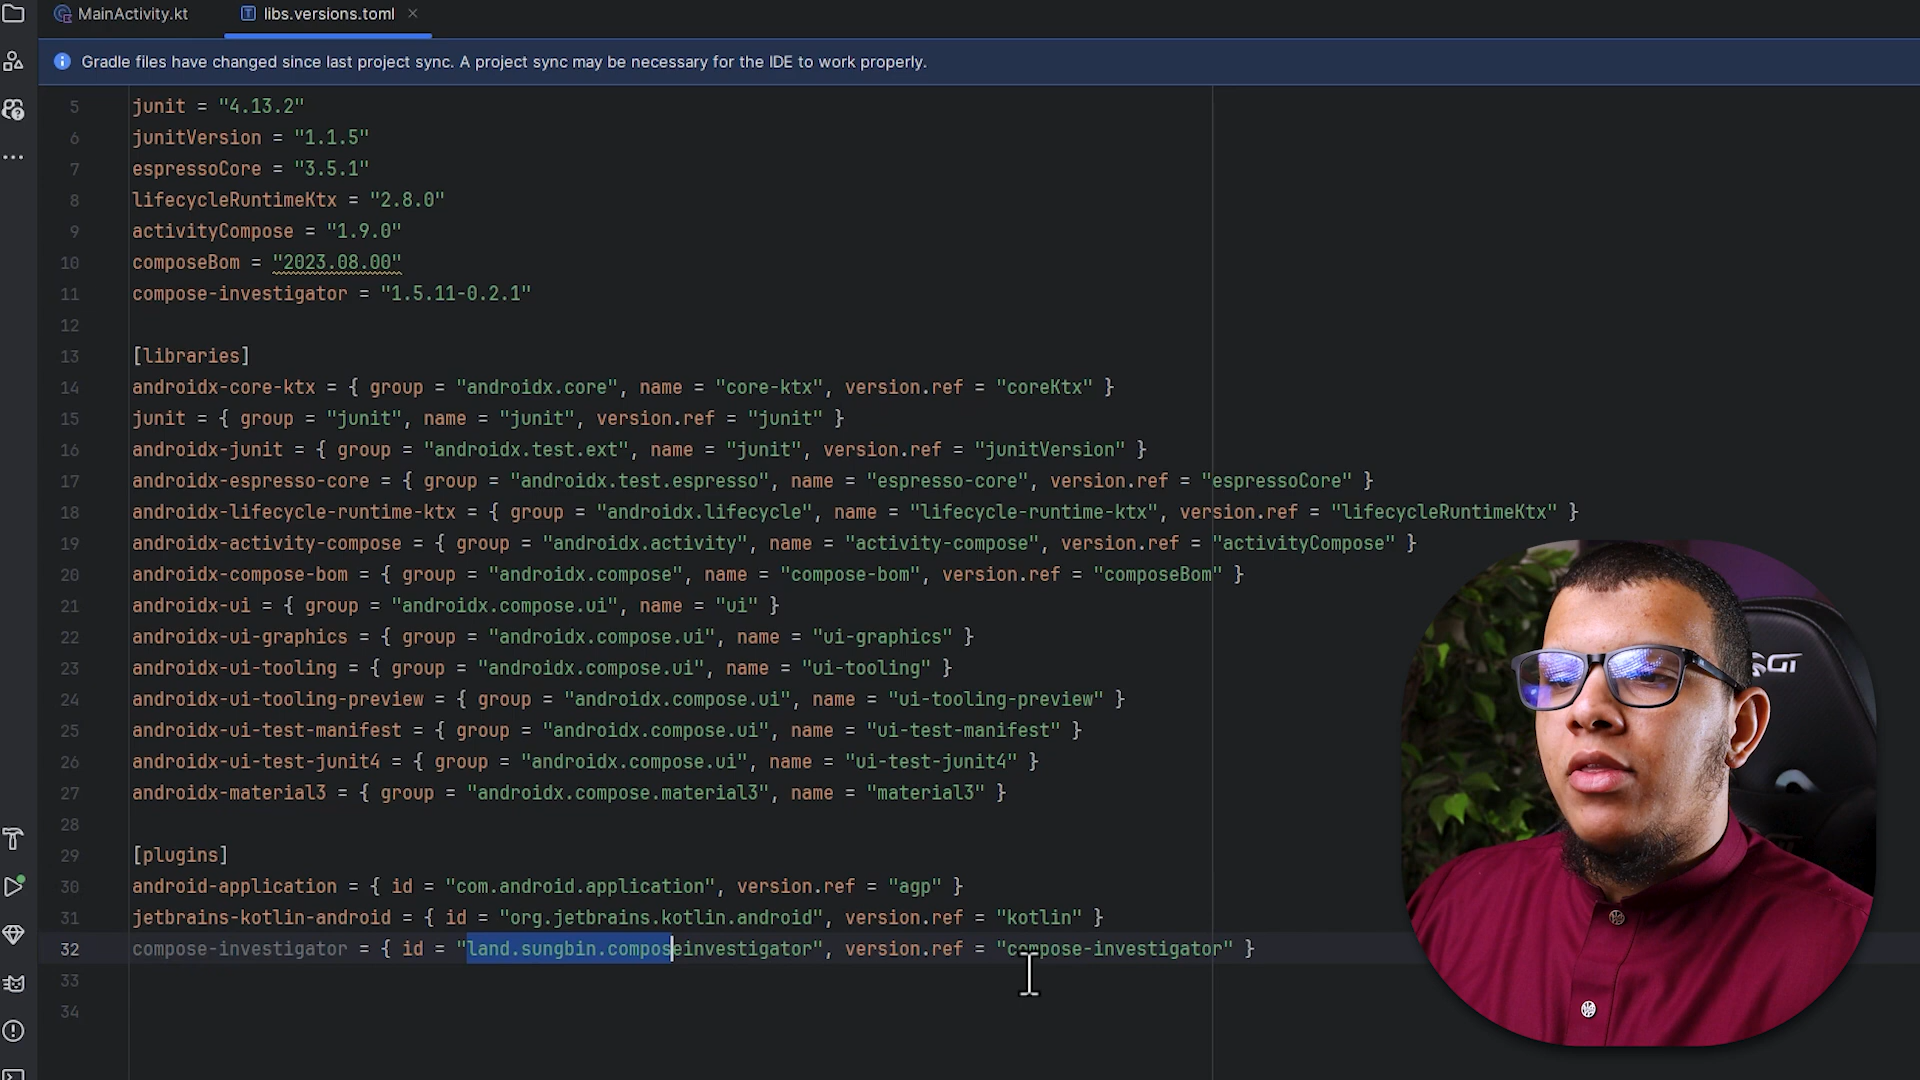 MainActivity.kt
libs.versions.toml
Gradle files have changed since last project sync. A project sync may be necessary for the IDE to work properly.
5 junit = "4.13.2"
6 junitVersion = "1.1.5"
7 espressoCore = "3.5.1"
8 lifecycleRuntimeKtx = "2.8.0"
9 activityCompose = "1.9.0"
10 composeBom = "2023.08.00"
11 compose-investigator = "1.5.11-0.2.1"
12
13 [libraries]
14 androidx-core-ktx = { group = "androidx.core", name = "core-ktx", version.ref = "coreKtx" }
15 junit = { group = "junit", name = "junit", version.ref = "junit" }
16 androidx-junit = { group = "androidx.test.ext", name = "junit", version.ref = "junitVersion" }
17 androidx-espresso-core = { group = "androidx.test.espresso", name = "espresso-core", version.ref = "espressoCore" }
18 androidx-lifecycle-runtime-ktx = { group = "androidx.lifecycle", name = "lifecycle-runtime-ktx", version.ref = "lifecycleRuntimeKtx" }
19 androidx-activity-compose = { group = "androidx.activity", name = "activity-compose", version.ref = "activityCompose" }
20 androidx-compose-bom = { group = "androidx.compose", name = "compose-bom", version.ref = "composeBom" }
21 androidx-ui = { group = "androidx.compose.ui", name = "ui" }
22 androidx-ui-graphics = { group = "androidx.compose.ui", name = "ui-graphics" }
23 androidx-ui-tooling = { group = "androidx.compose.ui", name = "ui-tooling" }
24 androidx-ui-tooling-preview = { group = "androidx.compose.ui", name = "ui-tooling-preview" }
25 androidx-ui-test-manifest = { group = "androidx.compose.ui", name = "ui-test-manifest" }
26 androidx-ui-test-junit4 = { group = "androidx.compose.ui", name = "ui-test-junit4" }
27 androidx-material3 = { group = "androidx.compose.material3", name = "material3" }
28
29 [plugins]
30 android-application = { id = "com.android.application", version.ref = "agp" }
31 jetbrains-kotlin-android = { id = "org.jetbrains.kotlin.android", version.ref = "kotlin" }
32 compose-investigator = { id = "land.sungbin.composeinvestigator", version.ref = "compose-investigator" }
33
34